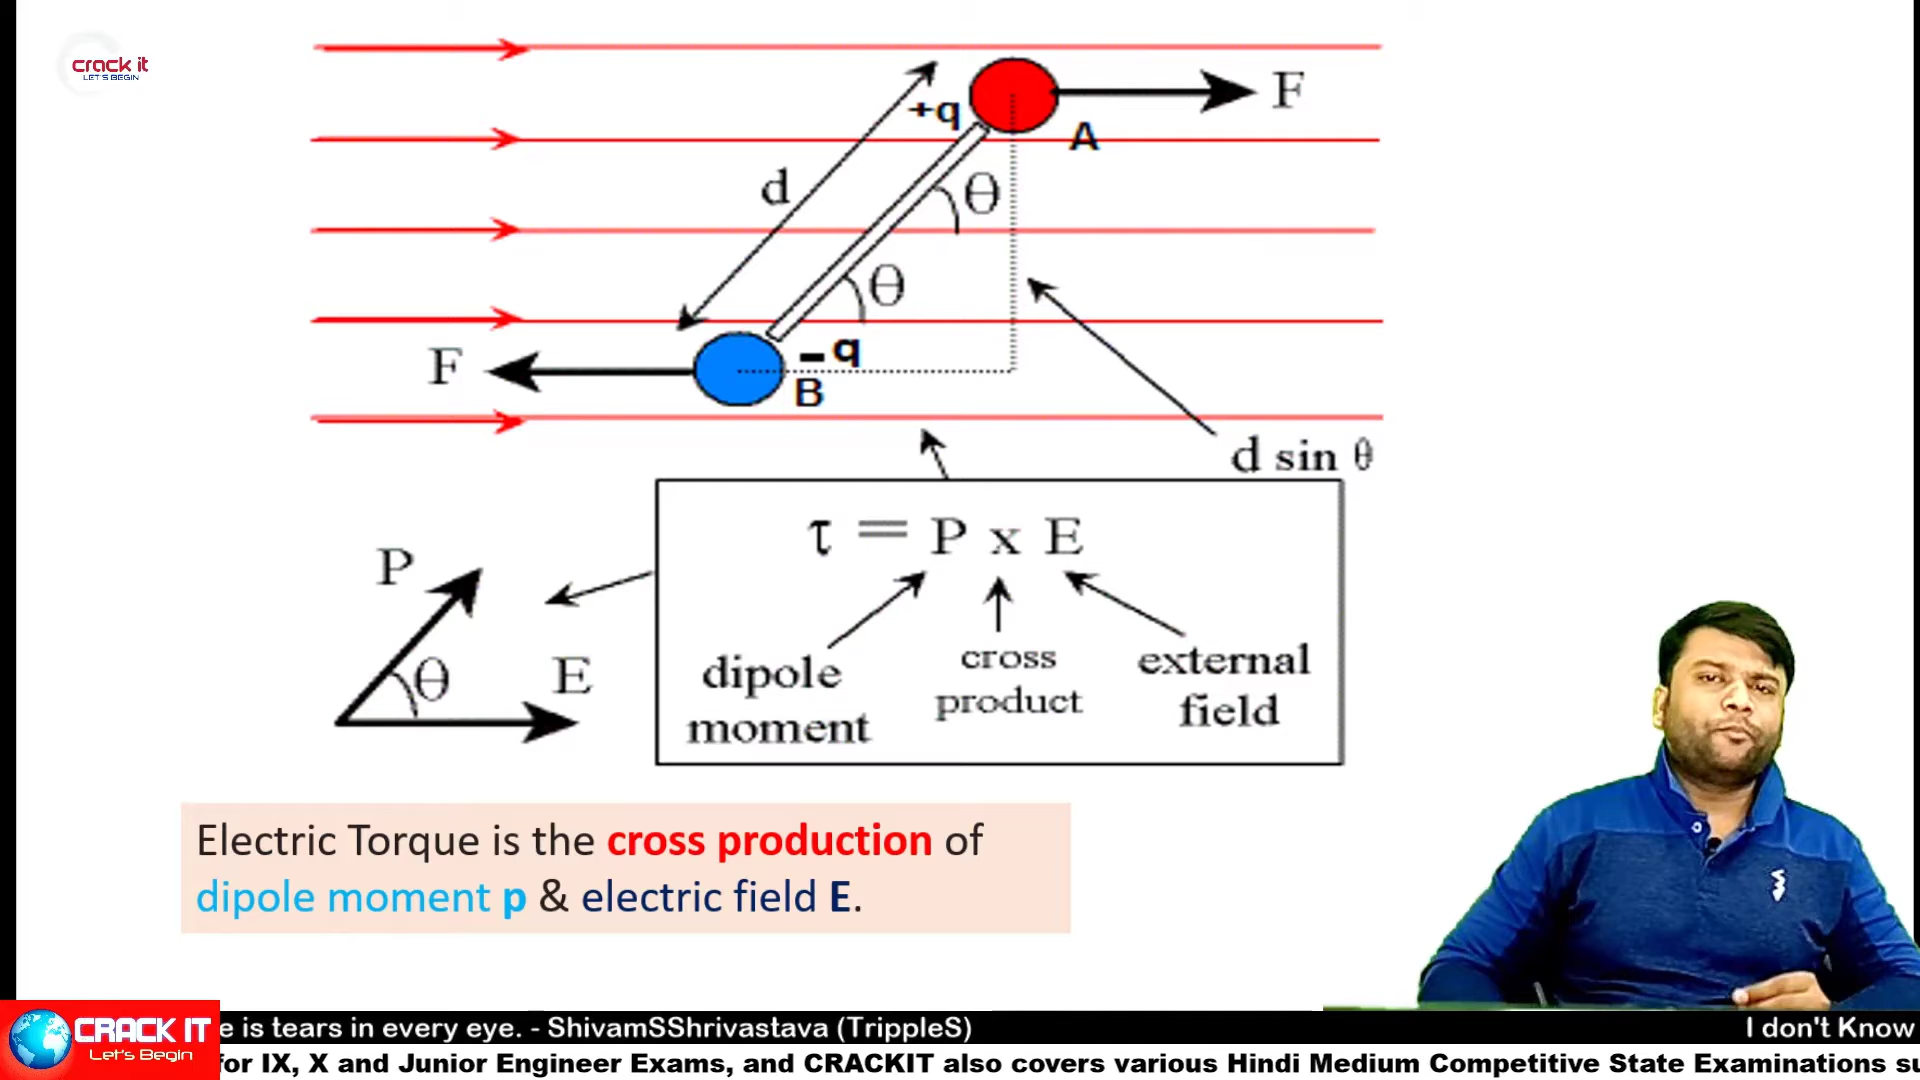 crack it
LET'S BEGIN
F
+q
A
d
θ
θ
F
-q
B
d sin θ
τ = P x E
P
θ
E
dipole moment
cross product
external field
Electric Torque is the cross production of
dipole moment p & electric field E.
CRACK IT
Let's Begin
e is tears in every eye. - ShivamSShrivastava (TrippleS)
I don't Know
for IX, X and Junior Engineer Exams, and CRACKIT also covers various Hindi Medium Competitive State Examinations su